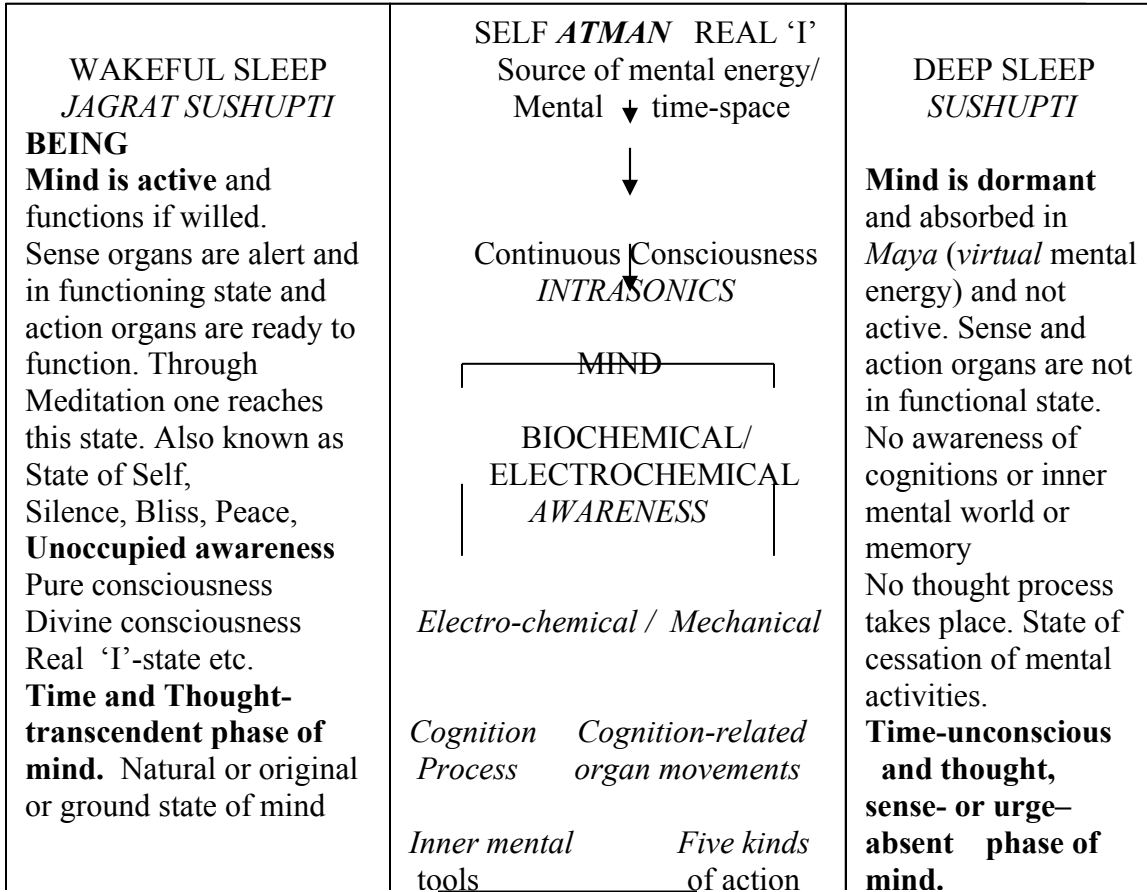 WAKEFUL SLEEP
JAGRAT SUSHUPTI
BEING
Mind is active and
functions if willed.
Sense organs are alert and
in functioning state and
action organs are ready to
function. Through
Meditation one reaches
this state. Also known as
State of Self,
Silence, Bliss, Peace,
Unoccupied awareness
Pure consciousness
Divine consciousness
Real ‘I’-state etc.
Time and Thought-
transcendent phase of
mind. Natural or original
or ground state of mind
SELF ATMAN REAL ‘I’
Source of mental energy/
Mental time-space
Continuous Consciousness
INTRASONICS
MIND
BIOCHEMICAL/
ELECTROCHEMICAL
AWARENESS
Electro-chemical / Mechanical
Cognition Cognition-related
Process organ movements
Inner mental Five kinds
tools of action
DEEP SLEEP
SUSHUPTI
Mind is dormant
and absorbed in
Maya (virtual mental
energy) and not
active. Sense and
action organs are not
in functional state.
No awareness of
cognitions or inner
mental world or
memory
No thought process
takes place. State of
cessation of mental
activities.
Time-unconscious
and thought,
sense- or urge–
absent phase of
mind.